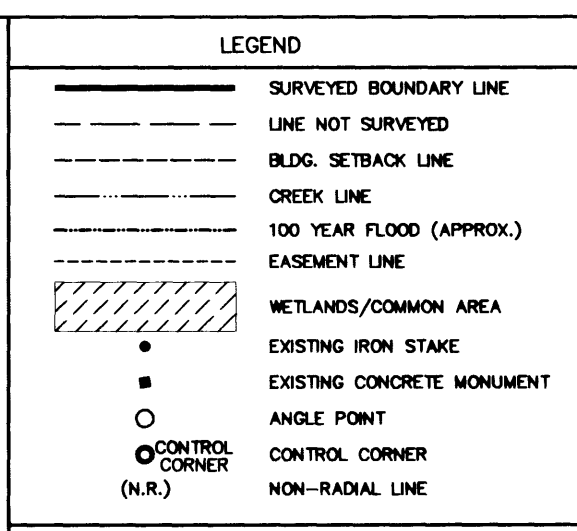 LEGEND
SURVEYED BOUNDARY LINE
LINE NOT SURVEYED
BLDG. SETBACK LINE
CREEK LINE
100 YEAR FLOOD (APPROX.)
EASEMENT LINE
WETLANDS/COMMON AREA
EXISTING IRON STAKE
EXISTING CONCRETE MONUMENT
ANGLE POINT
CONTROL
CORNER
CONTROL CORNER
(N.R.) NON-RADIAL LINE